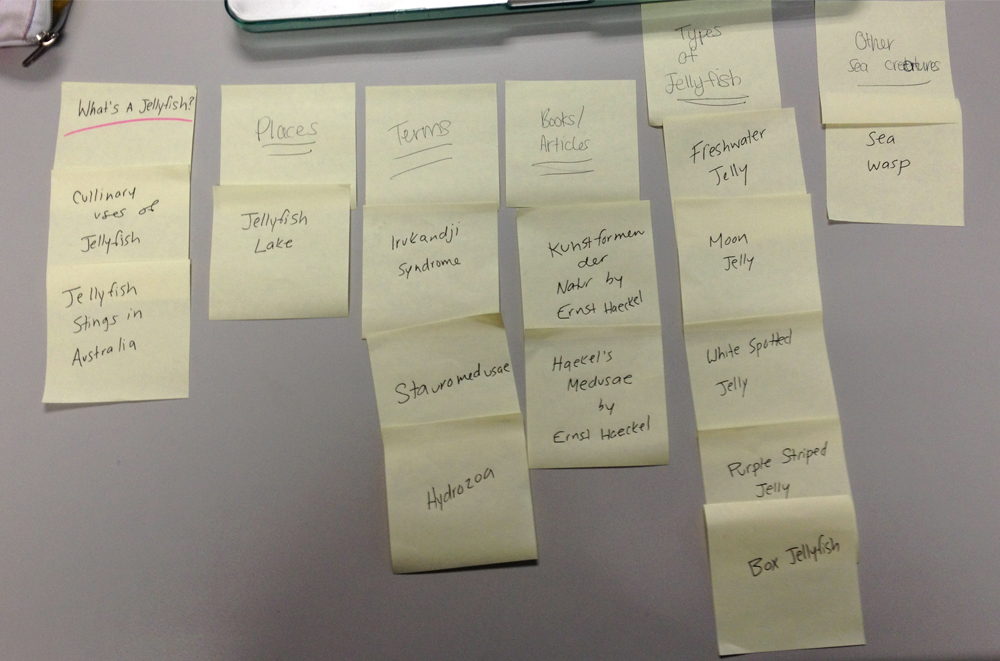 What's A Jellyfish?
Cullinary
uses of
Jellyfish
Jellyfish
Stings in
Australia
Places
Jellyfish
Lake
Terms
Irukandji
Syndrome
Stauromedusae
Hydrozoa
Books/
Articles
Kunstformen
der
Natur by
Ernst Haeckel
Haekel's
Medusae
by
Ernst Haeckel
Types
of
Jellyfish
Freshwater
Jelly
Moon
Jelly
White Spotted
Jelly
Purple Striped
Jelly
Box Jellyfish
Other
Sea creatures
Sea
wasp